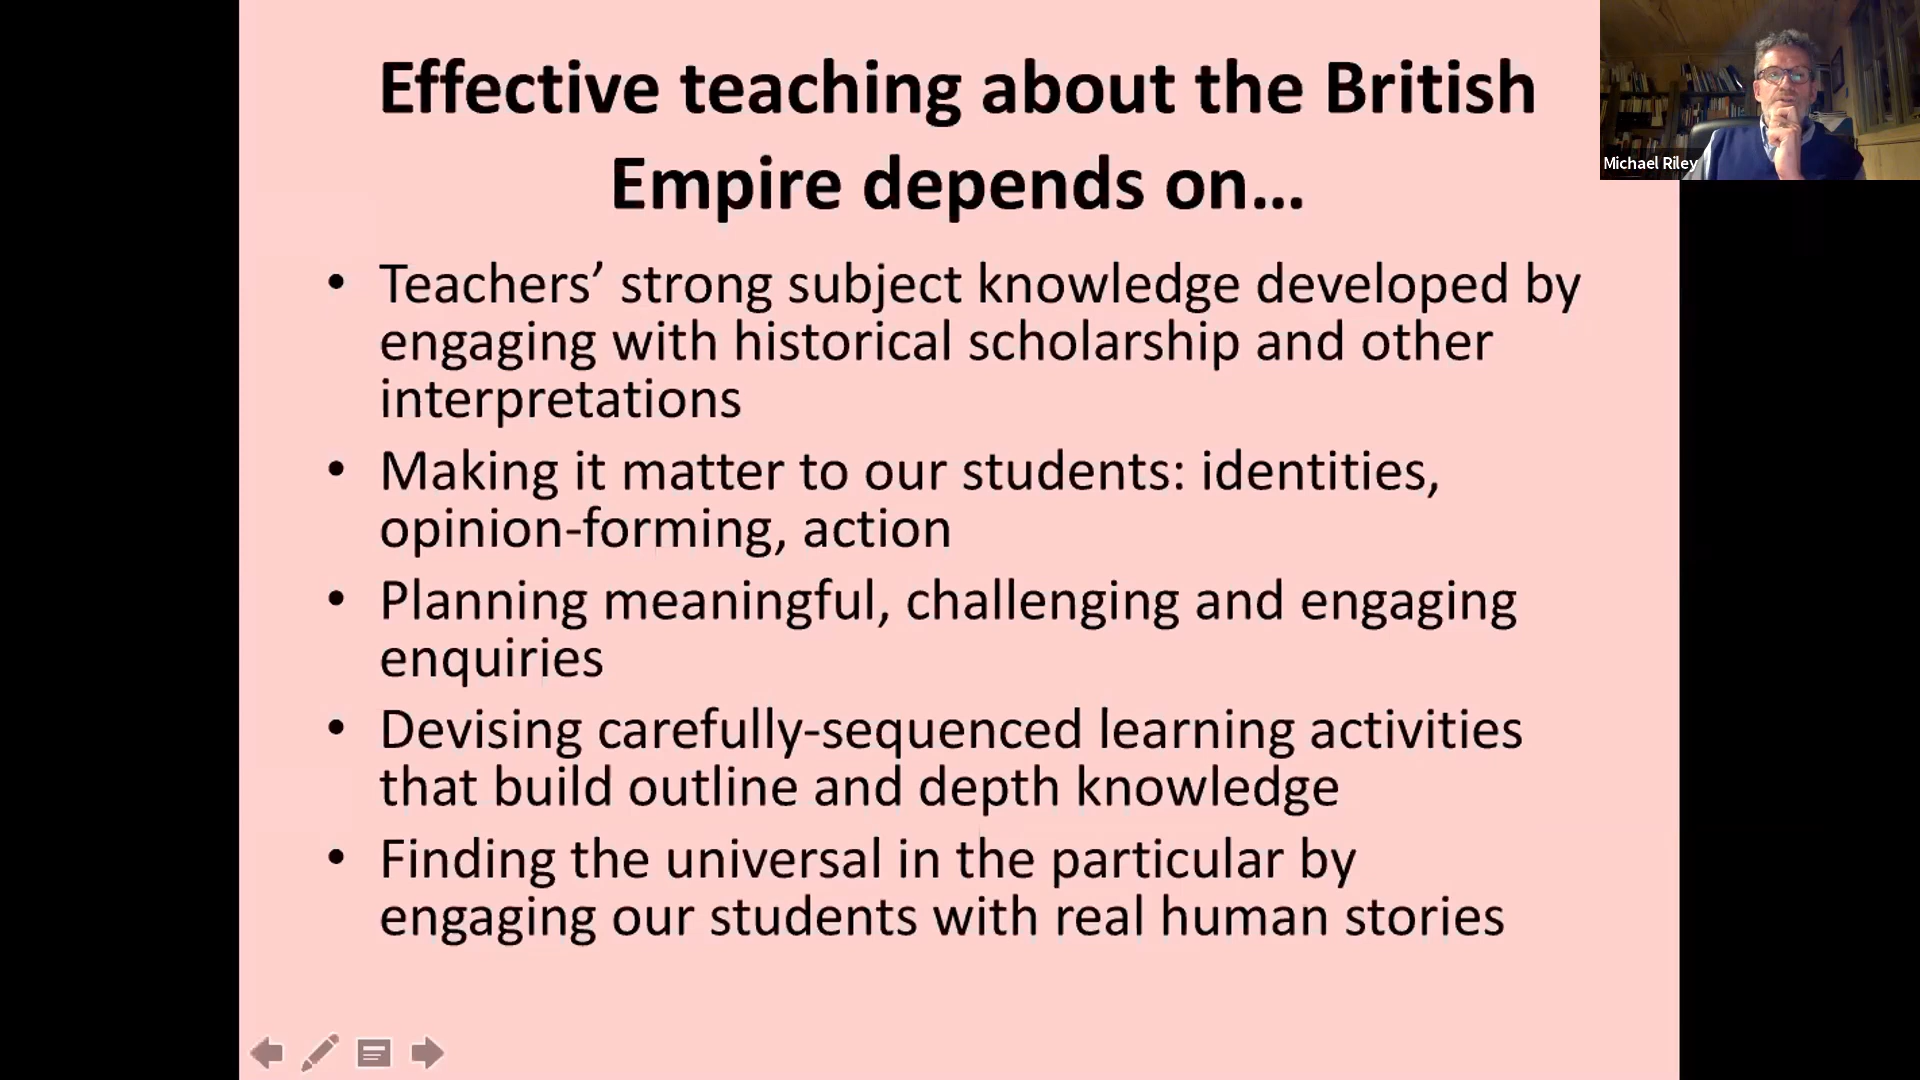 Effective teaching about the British
Empire depends on...
• Teachers’ strong subject knowledge developed by
engaging with historical scholarship and other
interpretations
• Making it matter to our students: identities,
opinion-forming, action
• Planning meaningful, challenging and engaging
enquiries
• Devising carefully-sequenced learning activities
that build outline and depth knowledge
• Finding the universal in the particular by
engaging our students with real human stories
Michael Riley